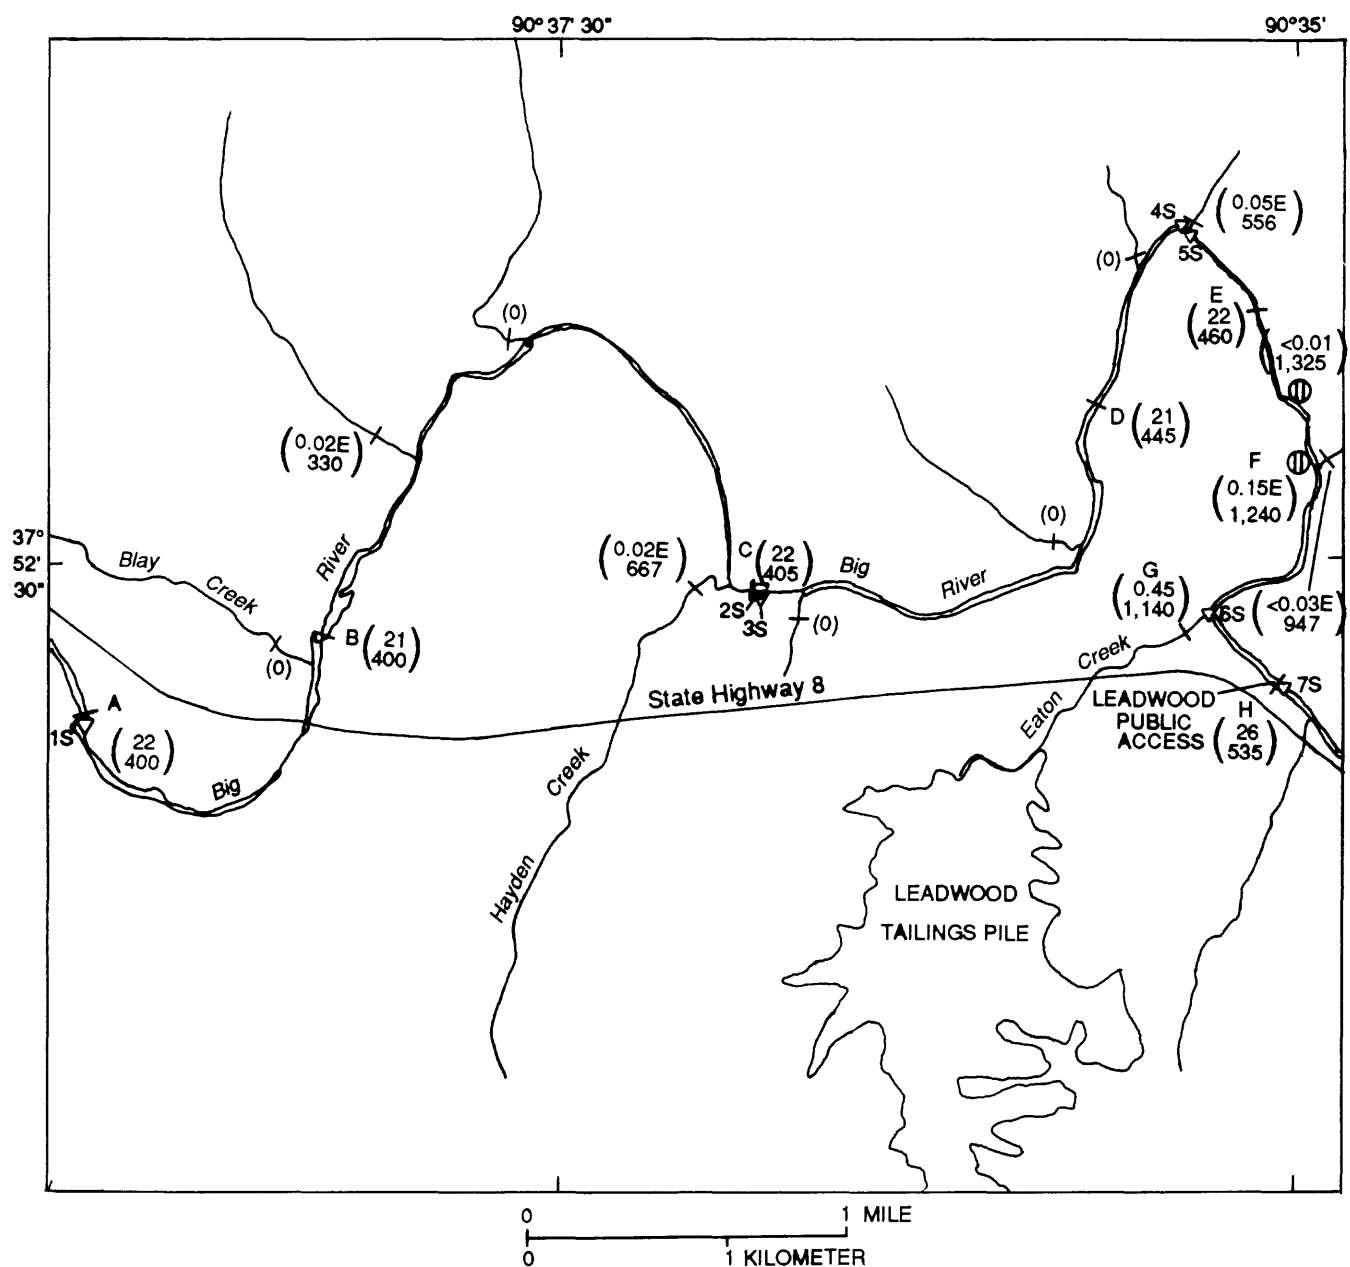 90° 37' 30"
90°35'
4S
(0.05E
556)
5S
(0)
E
(22
460)
(0)
(<0.01
1,325)
D (21
445)
(0.02E
330)
F
(0.15E
1,240)
(0)
37°
52'
30"
Blay
Creek
River
(0.02E
667)
C (22
405)
Big
River
2S
3S
(0)
G
(0.45
1,140)
6S
(<0.03E
947)
B (21
400)
(0)
Creek
State Highway 8
Eaton
LEADWOOD
PUBLIC
ACCESS
7S
H
(26
535)
A
1S
(22
400)
Big
Creek
Hayden
LEADWOOD
TAILINGS PILE
0 1 MILE
0 1 KILOMETER